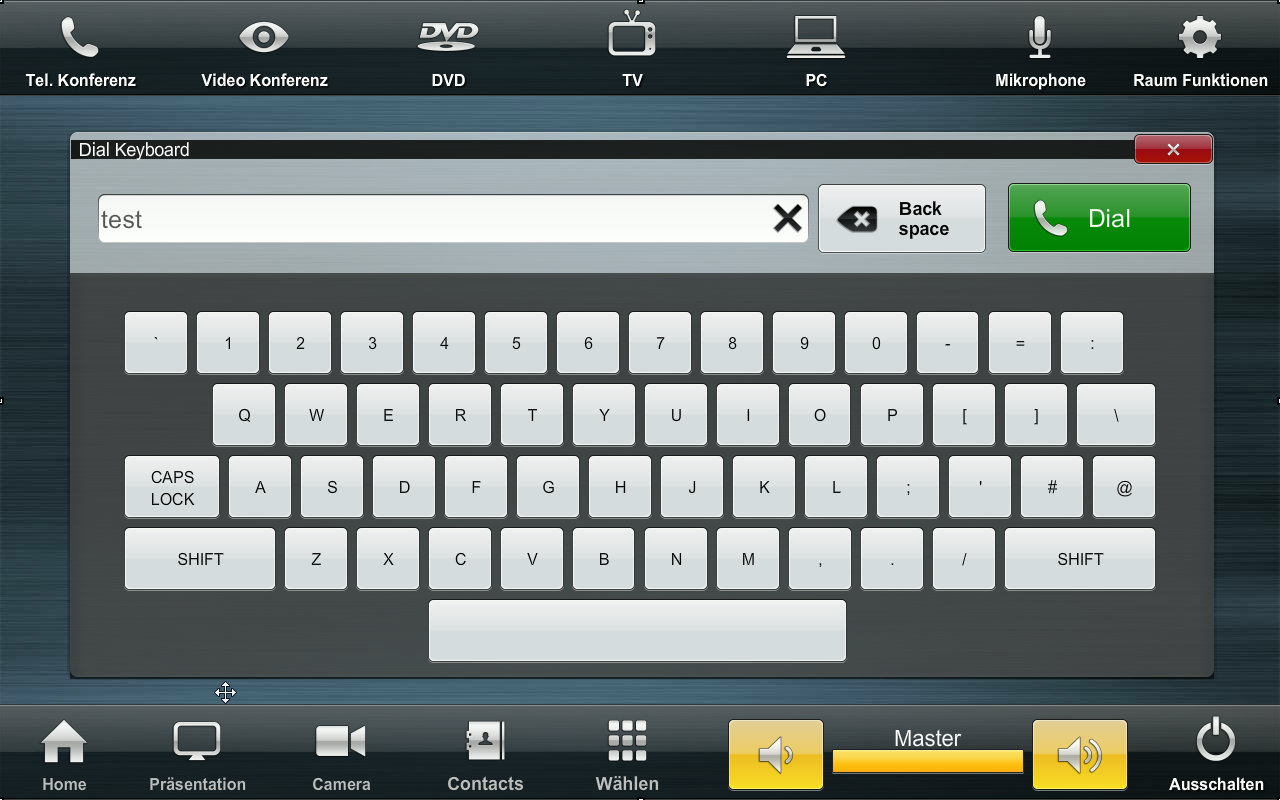 DVD
Tel. Konferenz
Video Konferenz
DVD
TV
PC
Mikrophone
Raum Funktionen
Dial Keyboard
test
Back
space
Dial
` 1 2 3 4 5 6 7 8 9 0 - = :
Q W E R T Y U I O P [ ] \
CAPS
LOCK
A S D F G H J K L ; ' # @
SHIFT Z X C V B N M , . / SHIFT
Master
Home
Präsentation
Camera
Contacts
Wählen
Ausschalten